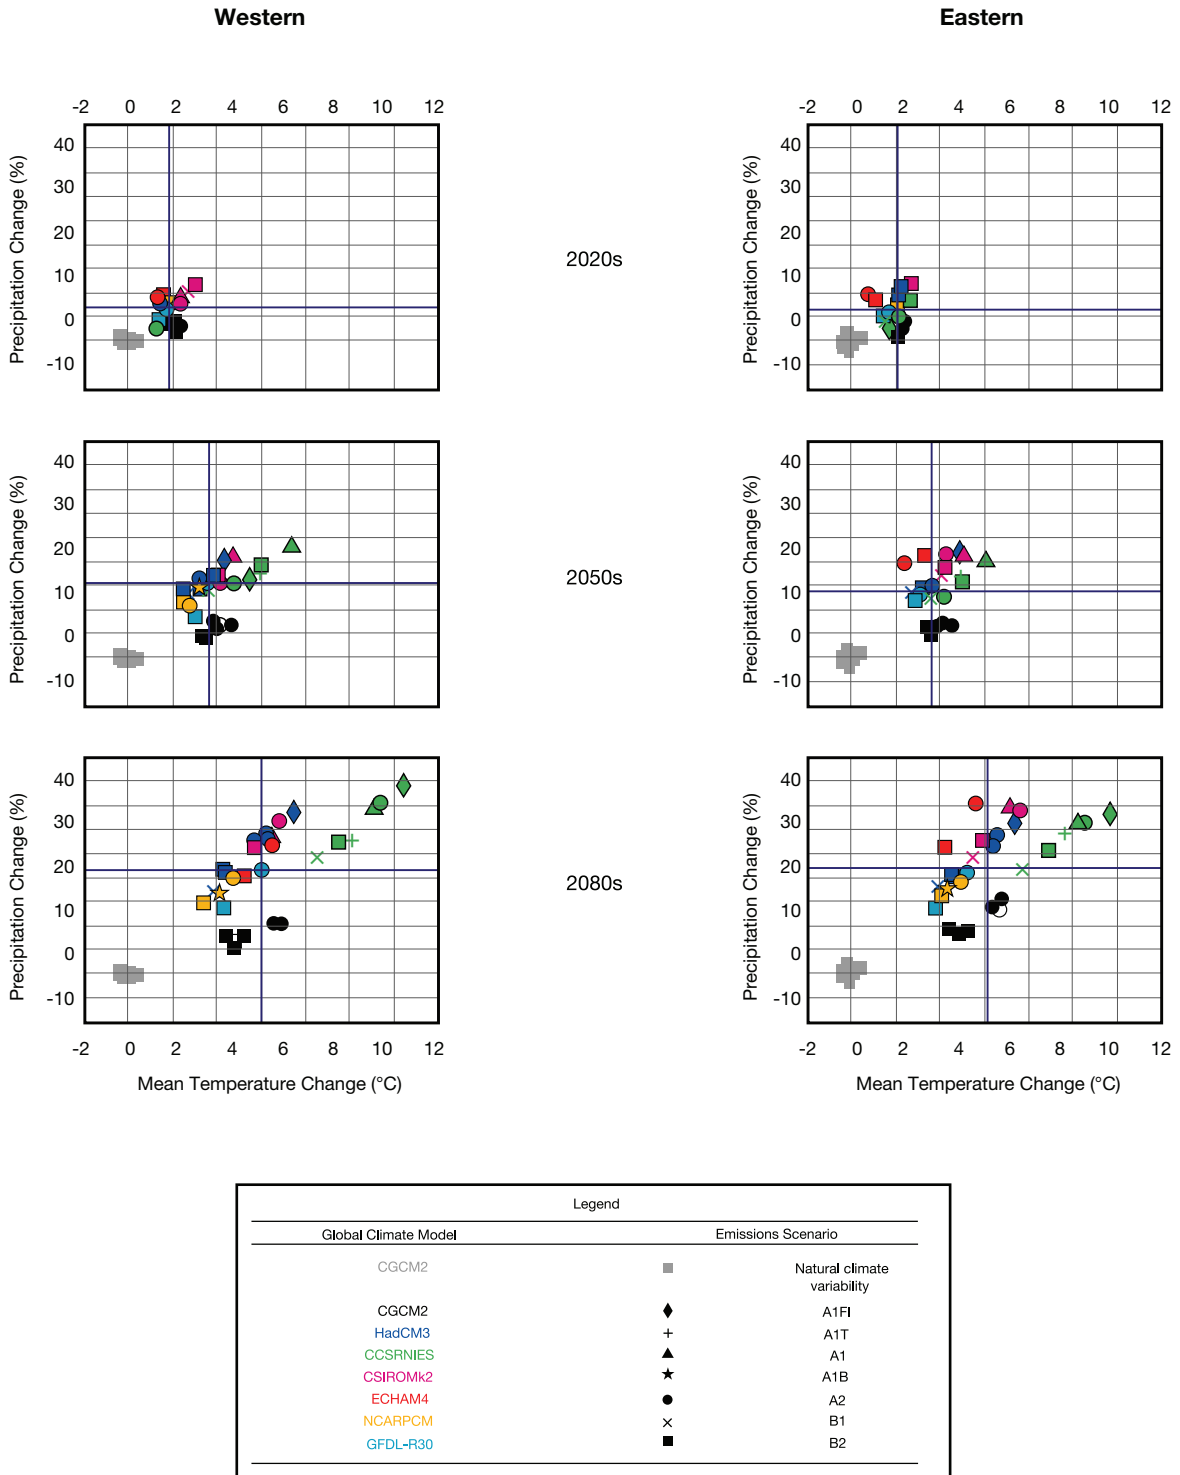 Western Eastern
-2 0 2 4 6 8 10 12 -2 0 2 4 6 8 10 12
Precipitation Change (%) 40 30 20 10 0 -10
2020s
Precipitation Change (%) 40 30 20 10 0 -10
Precipitation Change (%) 40 30 20 10 0 -10
2050s
Precipitation Change (%) 40 30 20 10 0 -10
Precipitation Change (%) 40 30 20 10 0 -10
2080s
Precipitation Change (%) 40 30 20 10 0 -10
-2 0 2 4 6 8 10 12 -2 0 2 4 6 8 10 12
Mean Temperature Change (°C) Mean Temperature Change (°C)
Legend
Global Climate Model Emissions Scenario
CGCM2 Natural climate
variability
CGCM2 A1FI
HadCM3 A1T
CCSRNIES A1
CSIROMk2 A1B
ECHAM4 A2
NCARPCM B1
GFDL-R30 B2